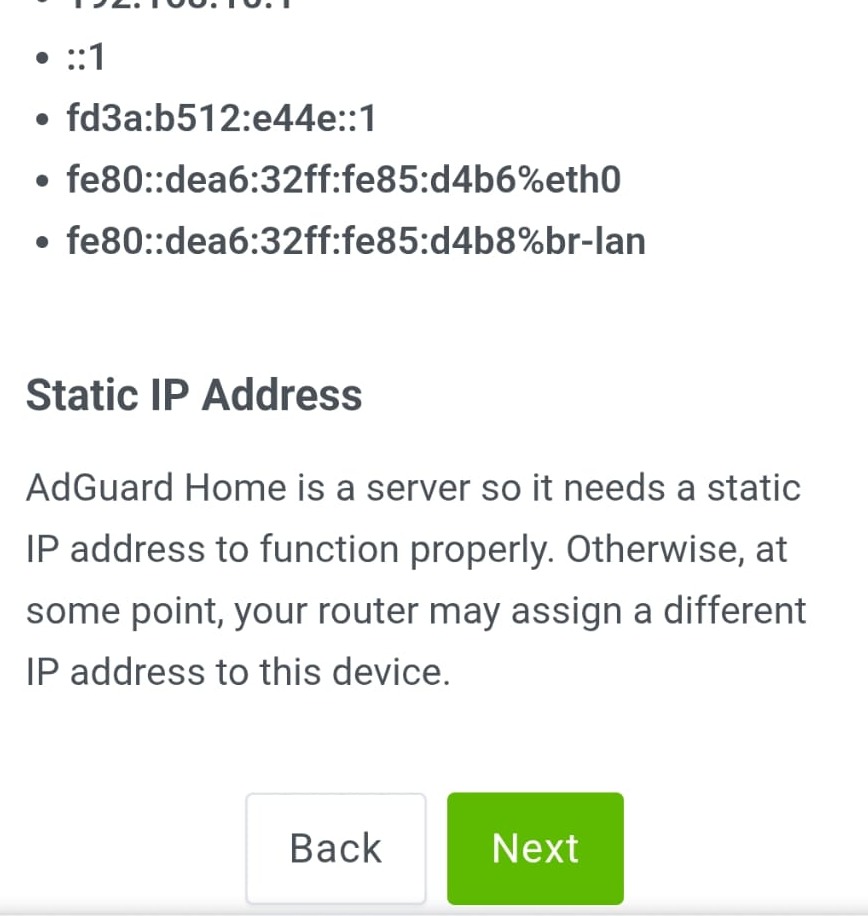 ::1
fd3a:b512:e44e::1
fe80::dea6:32ff:fe85:d4b6%eth0
fe80::dea6:32ff:fe85:d4b8%br-lan
Static IP Address
AdGuard Home is a server so it needs a static
IP address to function properly. Otherwise, at
some point, your router may assign a different
IP address to this device.
Back Next